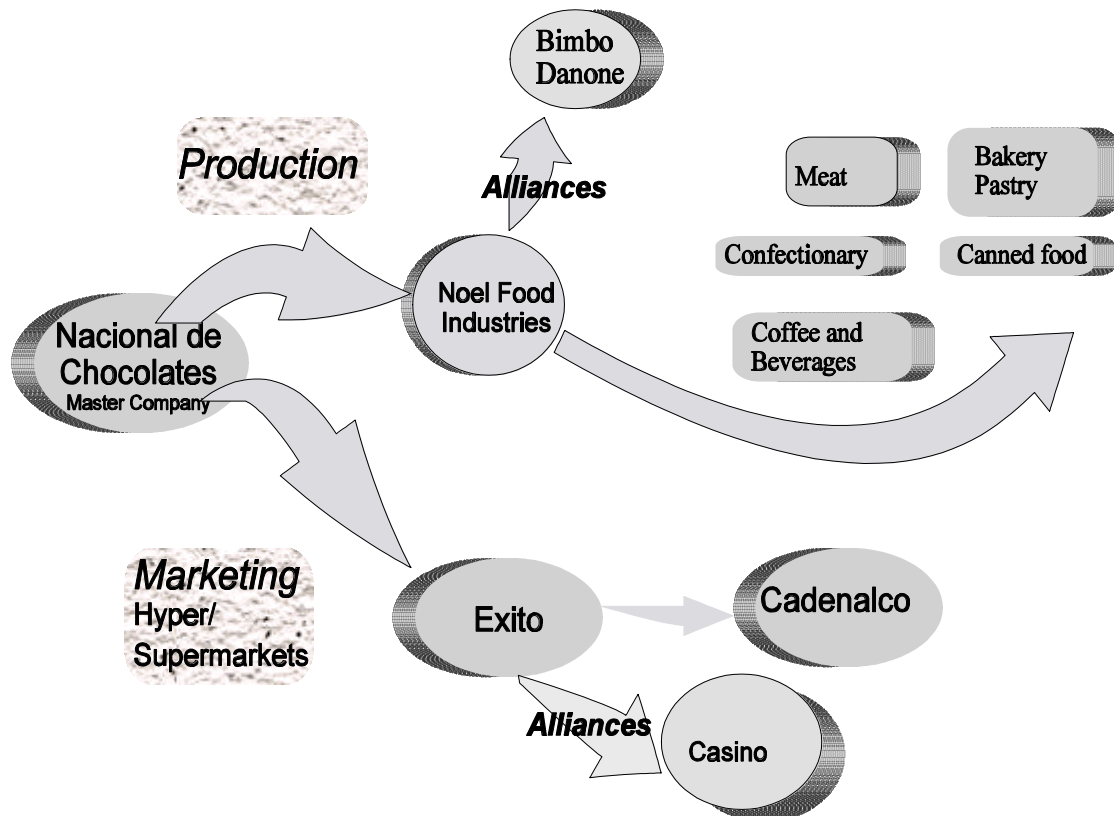 Bimbo
Danone
Production
Alliances
Meat
Bakery
Pastry
Confectionary
Canned food
Noel Food
Industries
Coffee and
Beverages
Nacional de
Chocolates
Master Company
Marketing
Hyper/
Supermarkets
Exito
Cadenalco
Alliances
Casino